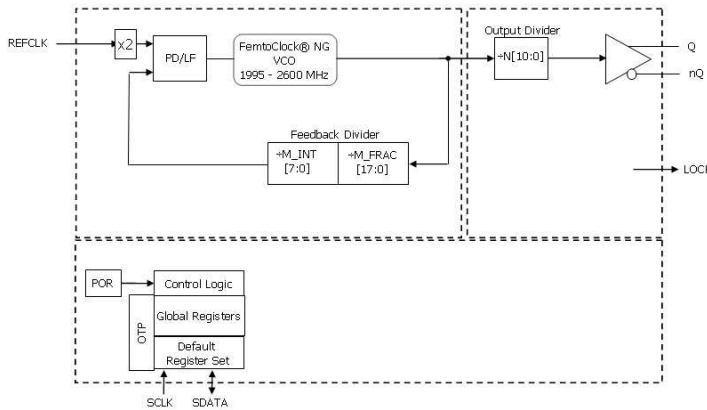 REFCLK
x2
PD/LF
FemtoClock® NG
VCO
1995 - 2600 MHz
Output Divider
÷N[10:0]
Q
nQ
Feedback Divider
÷M_INT
[7:0]
÷M_FRAC
[17:0]
LOCK
POR
Control Logic
OTP
Global Registers
Default
Register Set
SCLK
SDATA